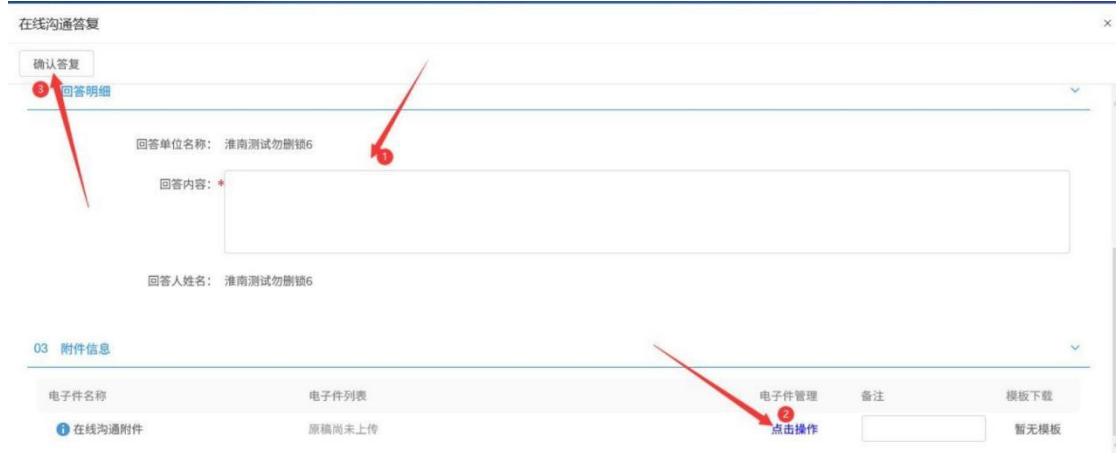 在线沟通答复
×
确认答复
3 回答明细
回答单位名称： 淮南测试勿删锁6
1
回答内容：*
回答人姓名： 淮南测试勿删锁6
03 附件信息
电子件名称 电子件列表 电子件管理 备注 模板下载
2
在线沟通附件 原稿尚未上传 点击操作 暂无模板